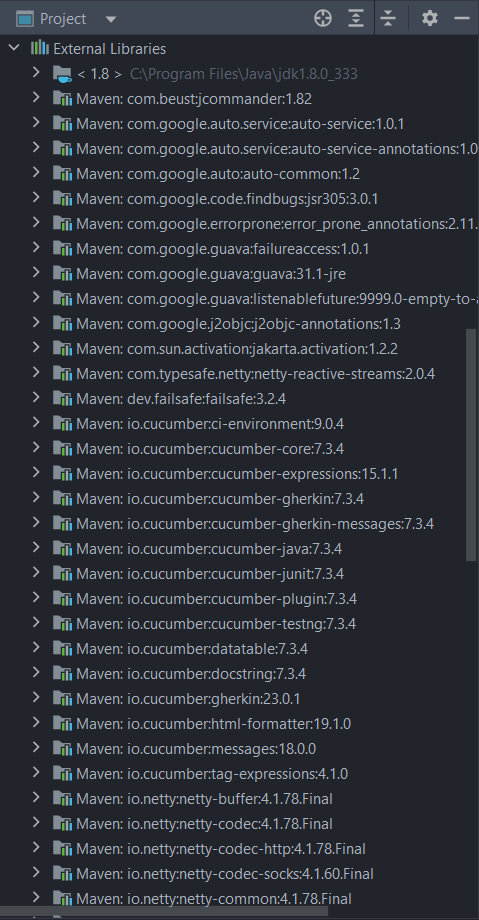 Project
External Libraries
< 1.8 > C:\Program Files\Java\jdk1.8.0_333
Maven: com.beust:jcommander:1.82
Maven: com.google.auto.service:auto-service:1.0.1
Maven: com.google.auto.service:auto-service-annotations:1.0
Maven: com.google.auto:auto-common:1.2
Maven: com.google.code.findbugs:jsr305:3.0.1
Maven: com.google.errorprone:error_prone_annotations:2.11.
Maven: com.google.guava:failureaccess:1.0.1
Maven: com.google.guava:guava:31.1-jre
Maven: com.google.guava:listenablefuture:9999.0-empty-to-a
Maven: com.google.j2objc:j2objc-annotations:1.3
Maven: com.sun.activation:jakarta.activation:1.2.2
Maven: com.typesafe.netty:netty-reactive-streams:2.0.4
Maven: dev.failsafe:failsafe:3.2.4
Maven: io.cucumber:ci-environment:9.0.4
Maven: io.cucumber:cucumber-core:7.3.4
Maven: io.cucumber:cucumber-expressions:15.1.1
Maven: io.cucumber:cucumber-gherkin:7.3.4
Maven: io.cucumber:cucumber-gherkin-messages:7.3.4
Maven: io.cucumber:cucumber-java:7.3.4
Maven: io.cucumber:cucumber-junit:7.3.4
Maven: io.cucumber:cucumber-plugin:7.3.4
Maven: io.cucumber:cucumber-testng:7.3.4
Maven: io.cucumber:datatable:7.3.4
Maven: io.cucumber:docstring:7.3.4
Maven: io.cucumber:gherkin:23.0.1
Maven: io.cucumber:html-formatter:19.1.0
Maven: io.cucumber:messages:18.0.0
Maven: io.cucumber:tag-expressions:4.1.0
Maven: io.netty:netty-buffer:4.1.78.Final
Maven: io.netty:netty-codec:4.1.78.Final
Maven: io.netty:netty-codec-http:4.1.78.Final
Maven: io.netty:netty-codec-socks:4.1.60.Final
Maven: io.netty:netty-common:4.1.78.Final